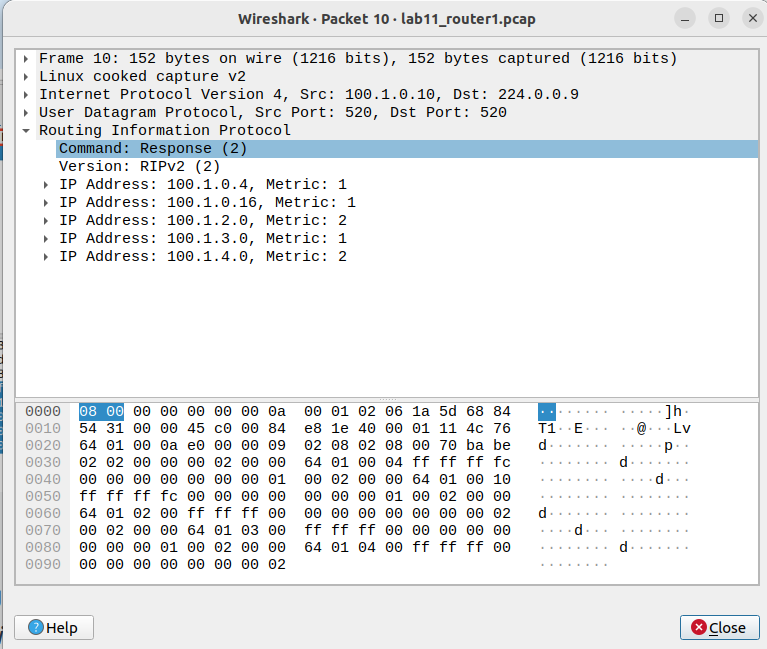 Wireshark · Packet 10 · lab11_router1.pcap
Frame 10: 152 bytes on wire (1216 bits), 152 bytes captured (1216 bits)
Linux cooked capture v2
Internet Protocol Version 4, Src: 100.1.0.10, Dst: 224.0.0.9
User Datagram Protocol, Src Port: 520, Dst Port: 520
Routing Information Protocol
Command: Response (2)
Version: RIPv2 (2)
IP Address: 100.1.0.4, Metric: 1
IP Address: 100.1.0.16, Metric: 1
IP Address: 100.1.2.0, Metric: 2
IP Address: 100.1.3.0, Metric: 1
IP Address: 100.1.4.0, Metric: 2
0000 08 00 00 00 00 00 00 0a 00 01 02 06 1a 5d 68 84 ·········· ·····]h·
0010 54 31 00 00 45 c0 00 84 e8 1e 40 00 01 11 4c 76 T1··E··· ··@···Lv
0020 64 01 00 0a e0 00 00 09 02 08 02 08 00 70 ba be d······· ·····p··
0030 02 02 00 00 00 02 00 00 64 01 00 04 ff ff ff fc ········ d·······
0040 00 00 00 00 00 00 00 01 00 02 00 00 64 01 00 10 ········ ····d···
0050 ff ff ff fc 00 00 00 00 00 00 00 01 00 02 00 00 ········ ········
0060 64 01 02 00 ff ff ff 00 00 00 00 00 00 00 00 02 d······· ········
0070 00 02 00 00 64 01 03 00 ff ff ff 00 00 00 00 00 ····d··· ········
0080 00 00 00 01 00 02 00 00 64 01 04 00 ff ff ff 00 ········ d·······
0090 00 00 00 00 00 00 00 02 ········
Help
Close